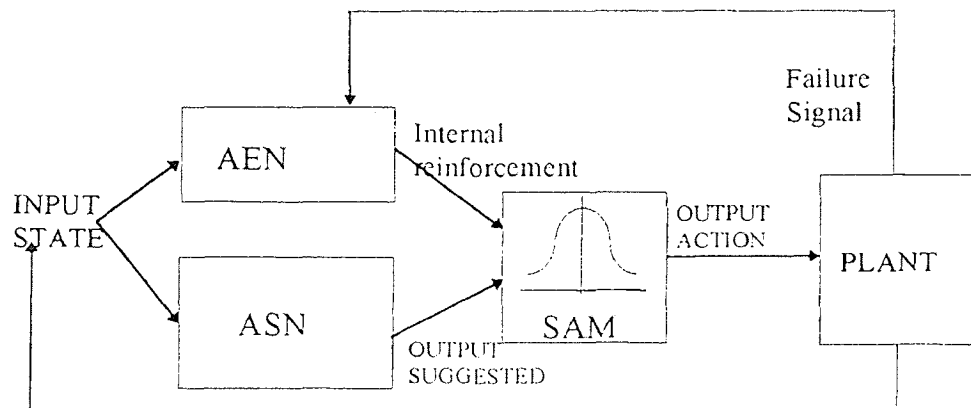 Failure
Signal
AEN
Internal
reinforcement
INPUT
STATE
OUTPUT
ACTION
PLANT
ASN
SAM
OUTPUT
SUGGESTED